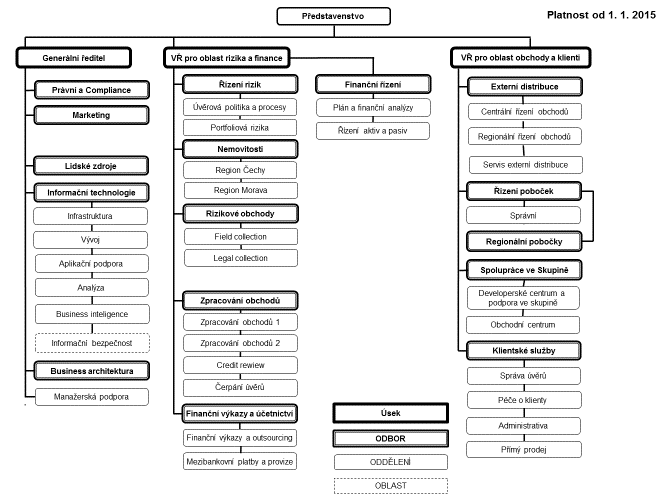 Představenstvo
Platnost od 1. 1. 2015
Generální ředitel
Právní a Compliance
Marketing
Lidské zdroje
Informační technologie
Infrastruktura
Vývoj
Aplikační podpora
Analýza
Business inteligence
Informační bezpečnost
Business architektura
Manažerská podpora
VŘ pro oblast rizika a finance
Řízení rizik
Úvěrová politika a procesy
Portfoliová rizika
Nemovitosti
Region Čechy
Region Morava
Rizikové obchody
Field collection
Legal collection
Zpracování obchodů
Zpracování obchodů 1
Zpracování obchodů 2
Credit rewiew
Čerpání úvěrů
Finanční výkazy a účetnictví
Finanční výkazy a outsourcing
Mezibankovní platby a provize
Finanční řízení
Plán a finanční analýzy
Řízení aktiv a pasiv
VŘ pro oblast obchody a klienti
Externí distribuce
Centrální řízení obchodů
Regionální řízení obchodů
Servis externí distribuce
Řízení poboček
Správní
Regionální pobočky
Spolupráce ve Skupině
Developerské centrum a
podpora ve skupině
Obchodní centrum
Klientské služby
Správa úvěrů
Péče o klienty
Administrativa
Přímý prodej
Úsek
ODBOR
ODDĚLENÍ
OBLAST